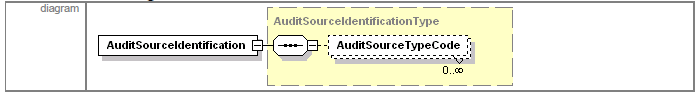 diagram
AuditSourceIdentificationType
AuditSourceIdentification
AuditSourceTypeCode
0..∞